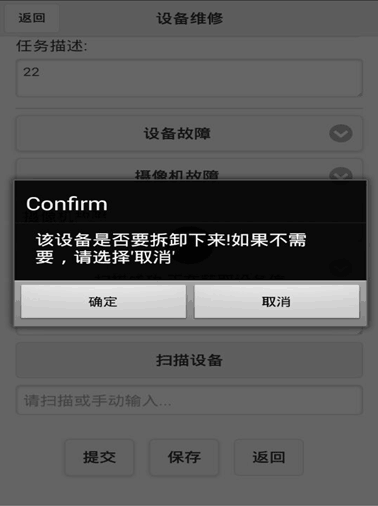 返回
设备维修
任务描述:
22
设备故障
摄像机故障
Confirm
该设备是否要拆卸下来!如果不需
要，请选择'取消'
确定
取消
扫描设备
请扫描或手动输入...
提交
保存
返回